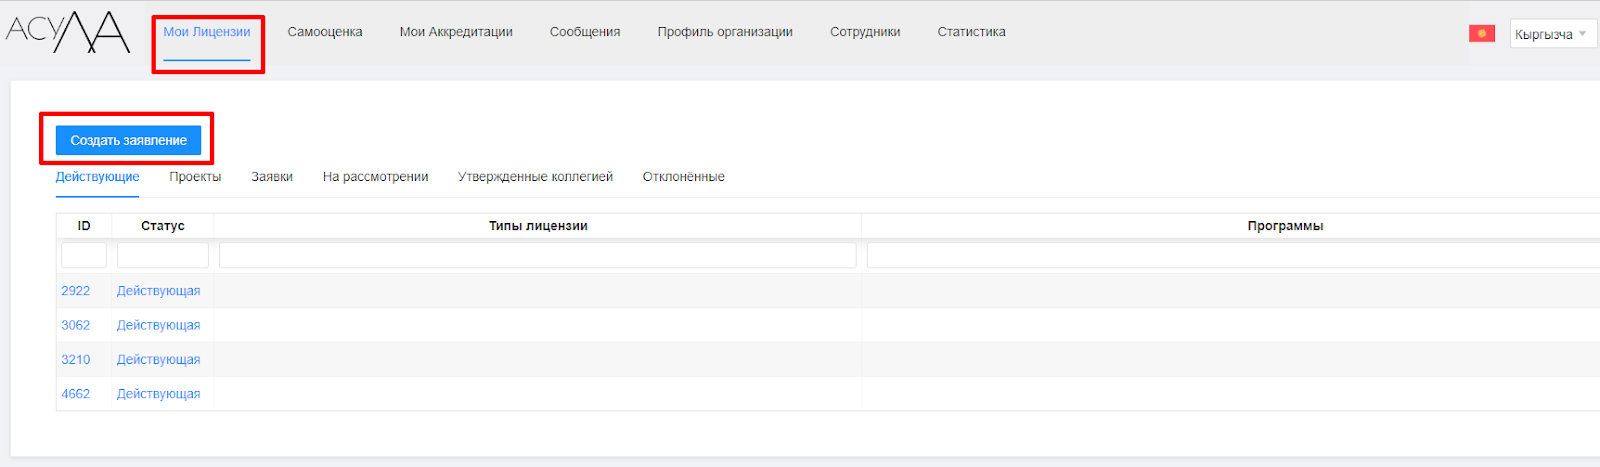 АСУЛА Мои Лицензии Самооценка Мои Аккредитации Сообщения Профиль организации Сотрудники Статистика Кыргызча
Создать заявление
Действующие Проекты Заявки На рассмотрении Утвержденные коллегией Отклонённые
ID Статус Типы лицензии Программы
2922 Действующая
3062 Действующая
3210 Действующая
4662 Действующая